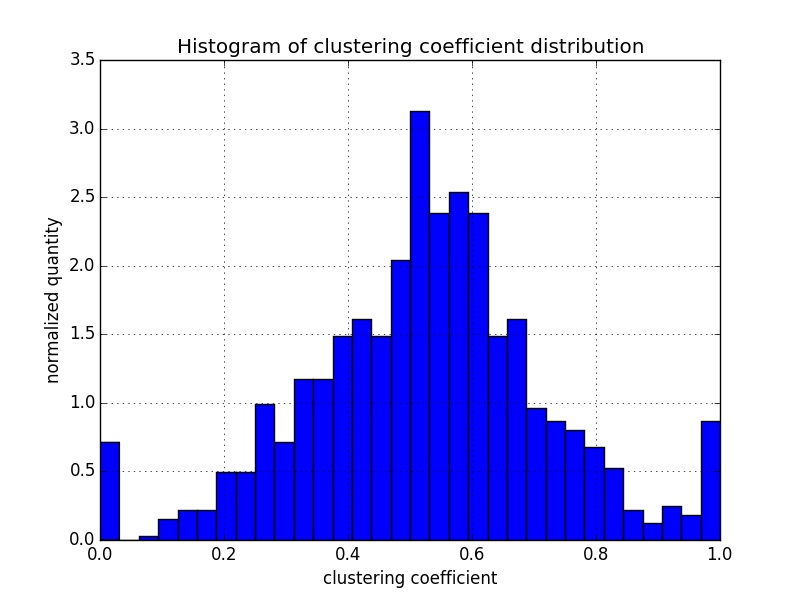 Histogram of clustering coefficient distribution
3.5
3.0
2.5
2.0
1.5
1.0
0.5
0.0
normalized quantity
0.0 0.2 0.4 0.6 0.8 1.0
clustering coefficient